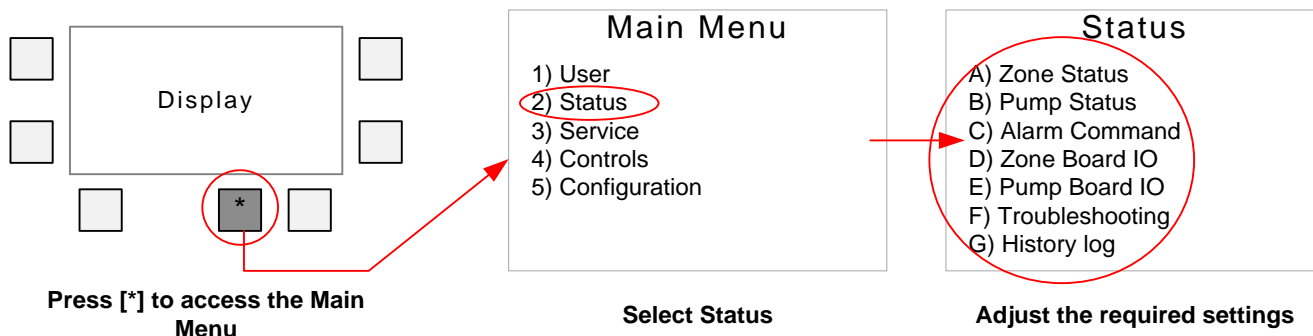 Display
*
Press [*] to access the Main
Menu
Main Menu
1) User
2) Status
3) Service
4) Controls
5) Configuration
Select Status
Status
A) Zone Status
B) Pump Status
C) Alarm Command
D) Zone Board IO
E) Pump Board IO
F) Troubleshooting
G) History log
Adjust the required settings